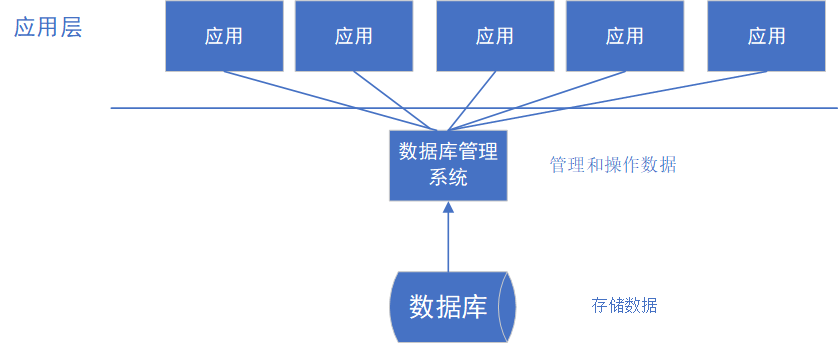 应用层
应用
应用
应用
应用
应用
数据库管理
系统
管理和操作数据
数据库
存储数据